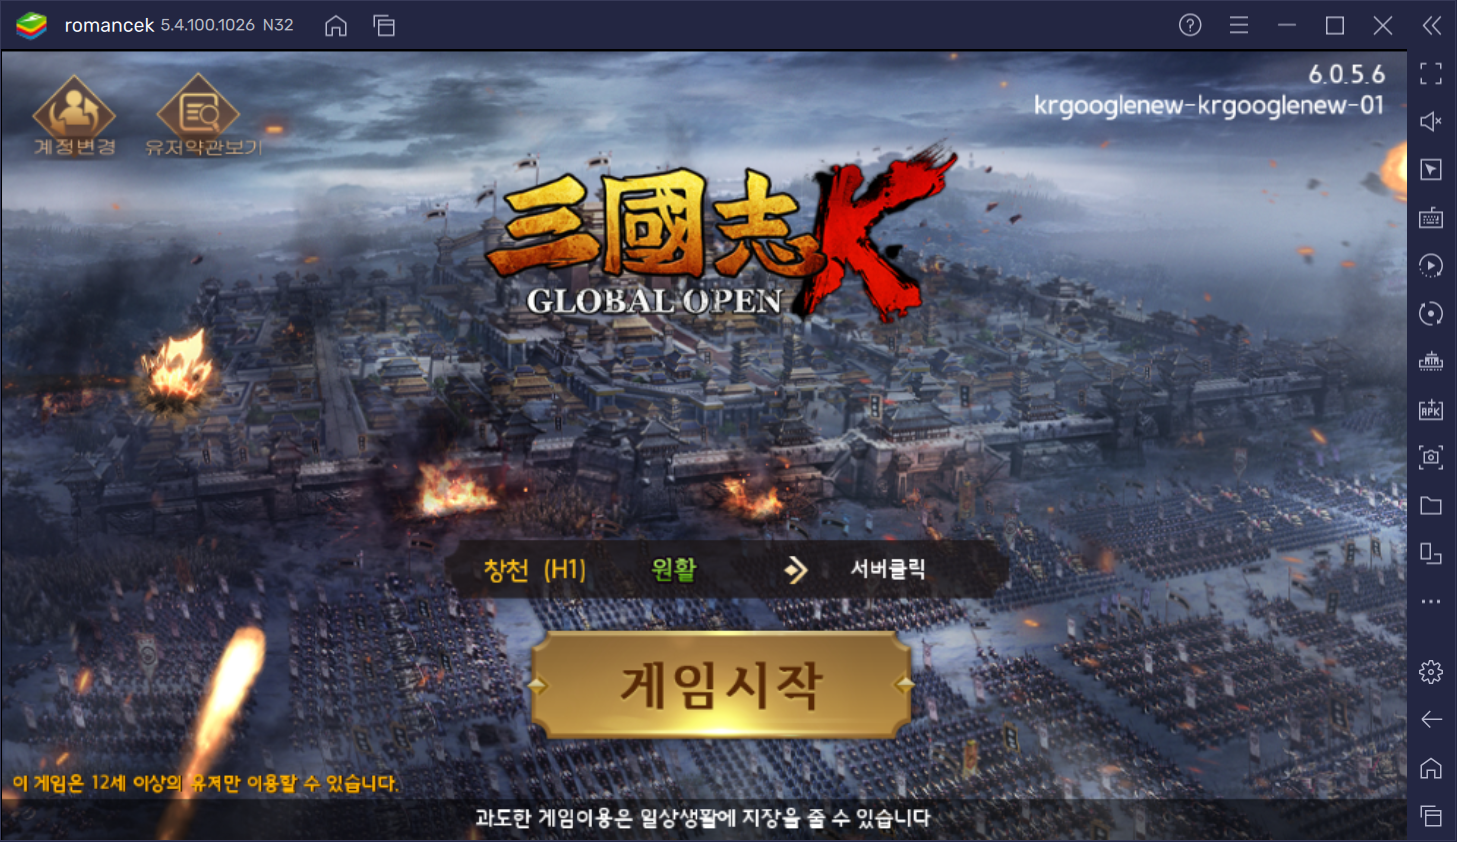 romancek 5.4.100.1026 N32
6.0.5.6
krgooglenew-krgooglenew-01
계정변경
유저약관보기
三國志K
GLOBAL OPEN
창천 (H1) 원활 서버클릭
게임시작
이 게임은 12세 이상의 유저만 이용할 수 있습니다.
과도한 게임이용은 일상생활에 지장을 줄 수 있습니다